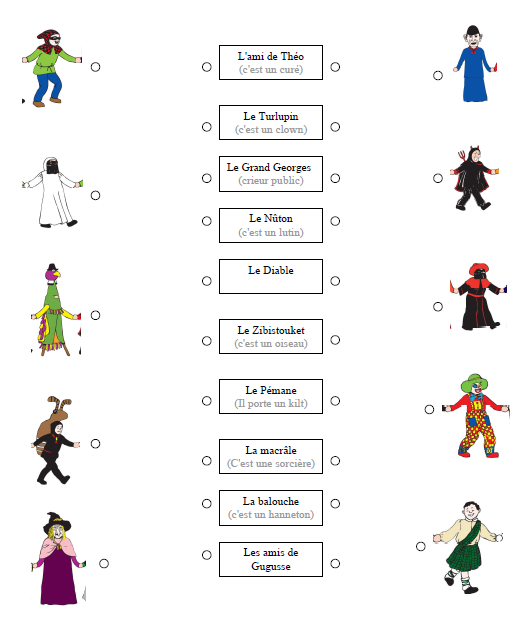 L'ami de Théo
(c'est un curé)
Le Turlupin
(c'est un clown)
Le Grand Georges
(crieur public)
Le Nûton
(c'est un lutin)
Le Diable
Le Zibistouket
(c'est un oiseau)
Le Pémane
(Il porte un kilt)
La macrâle
(C'est une sorcière)
La balouche
(c'est un hanneton)
Les amis de
Gugusse